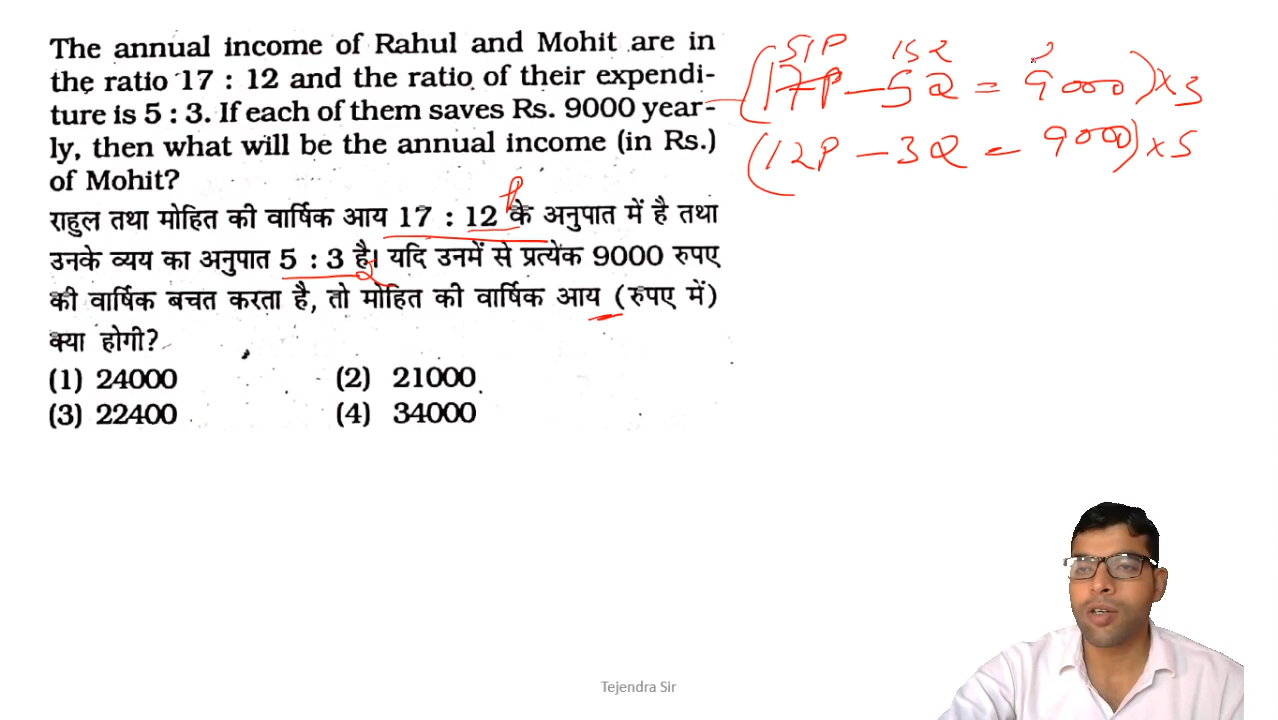 The annual income of Rahul and Mohit are in
the ratio 17 : 12 and the ratio of their expendi-
ture is 5 : 3. If each of them saves Rs. 9000 year-
ly, then what will be the annual income (in Rs.)
of Mohit?
राहुल तथा मोहित की वार्षिक आय 17 : 12 के अनुपात में है तथा
उनके व्यय का अनुपात 5 : 3 है। यदि उनमें से प्रत्येक 9000 रुपए
की वार्षिक बचत करता है, तो मोहित की वार्षिक आय (रुपए में)
क्या होगी?
(1) 24000 (2) 21000
(3) 22400 (4) 34000
51P 15Q
(17P - 5Q = 9000) × 3
(12P - 3Q = 9000) × 5
Tejendra Sir